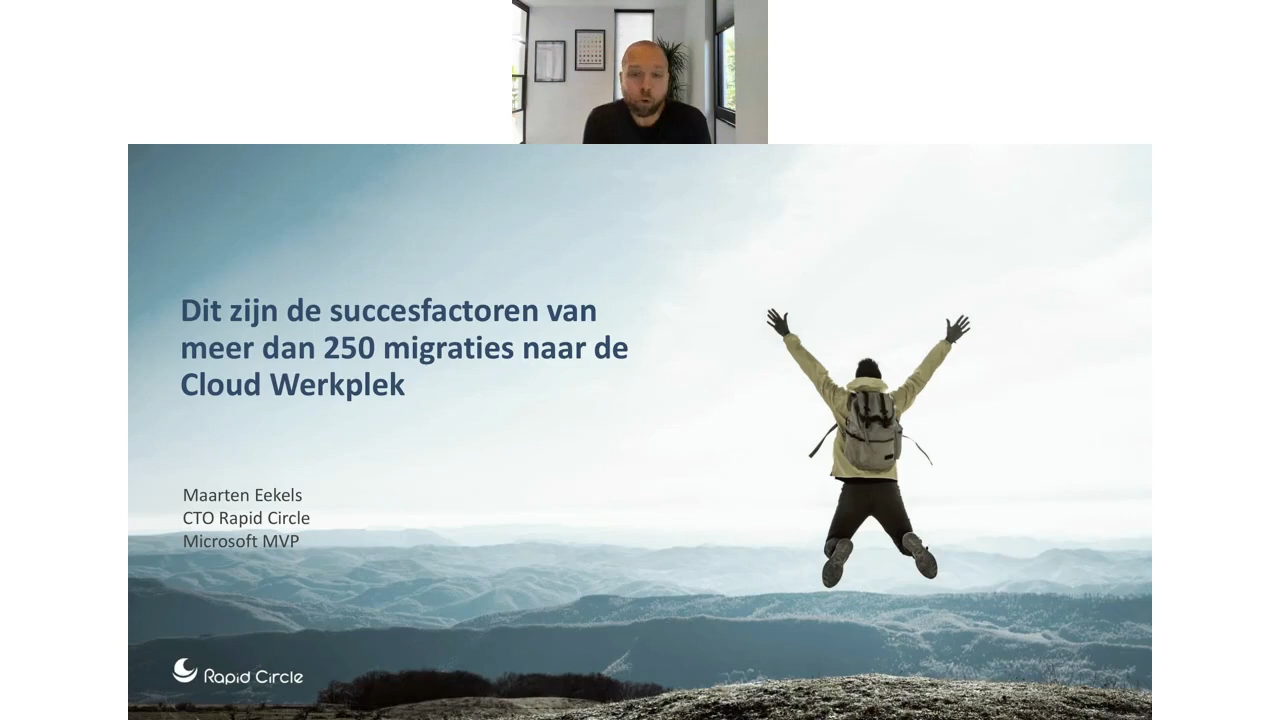 Dit zijn de succesfactoren van
meer dan 250 migraties naar de
Cloud Werkplek
Maarten Eekels
CTO Rapid Circle
Microsoft MVP
Rapid Circle